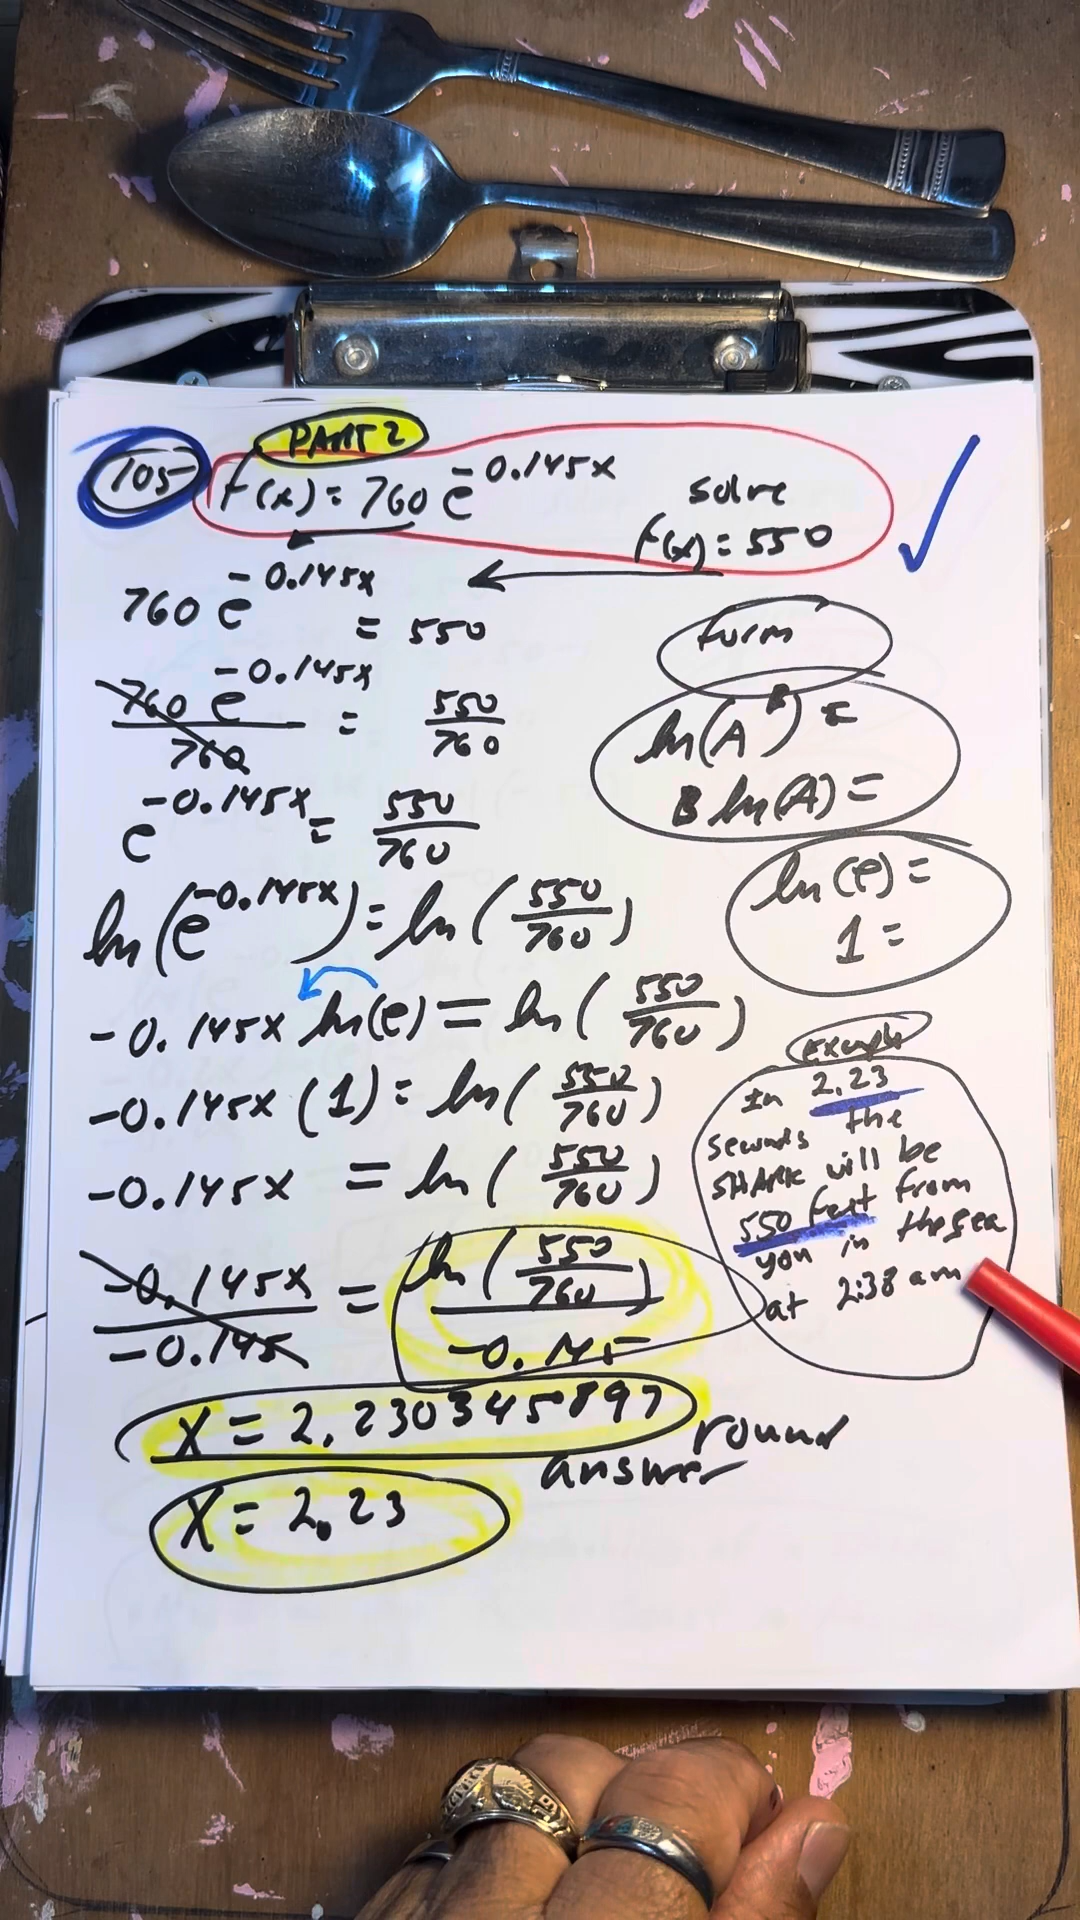 PART 2
105 f(x) = 760 e^-0.145x solve
f(x) = 550
760 e^-0.145x = 550
form
760 e^-0.145x / 760 = 550/760
ln(A^B) =
B ln(A) =
e^-0.145x = 550/760
ln(e) =
1 =
ln(e^-0.145x) = ln(550/760)
-0.145x ln(e) = ln(550/760)
-0.145x (1) = ln(550/760)
-0.145x = ln(550/760)
-0.145x / -0.145 = ln(550/760) / -0.145
Example
In 2.23
seconds the
SHARK will be
550 feet from
you in the sea
at 2:38 am
x = 2.230345897 round
answer
x = 2.23